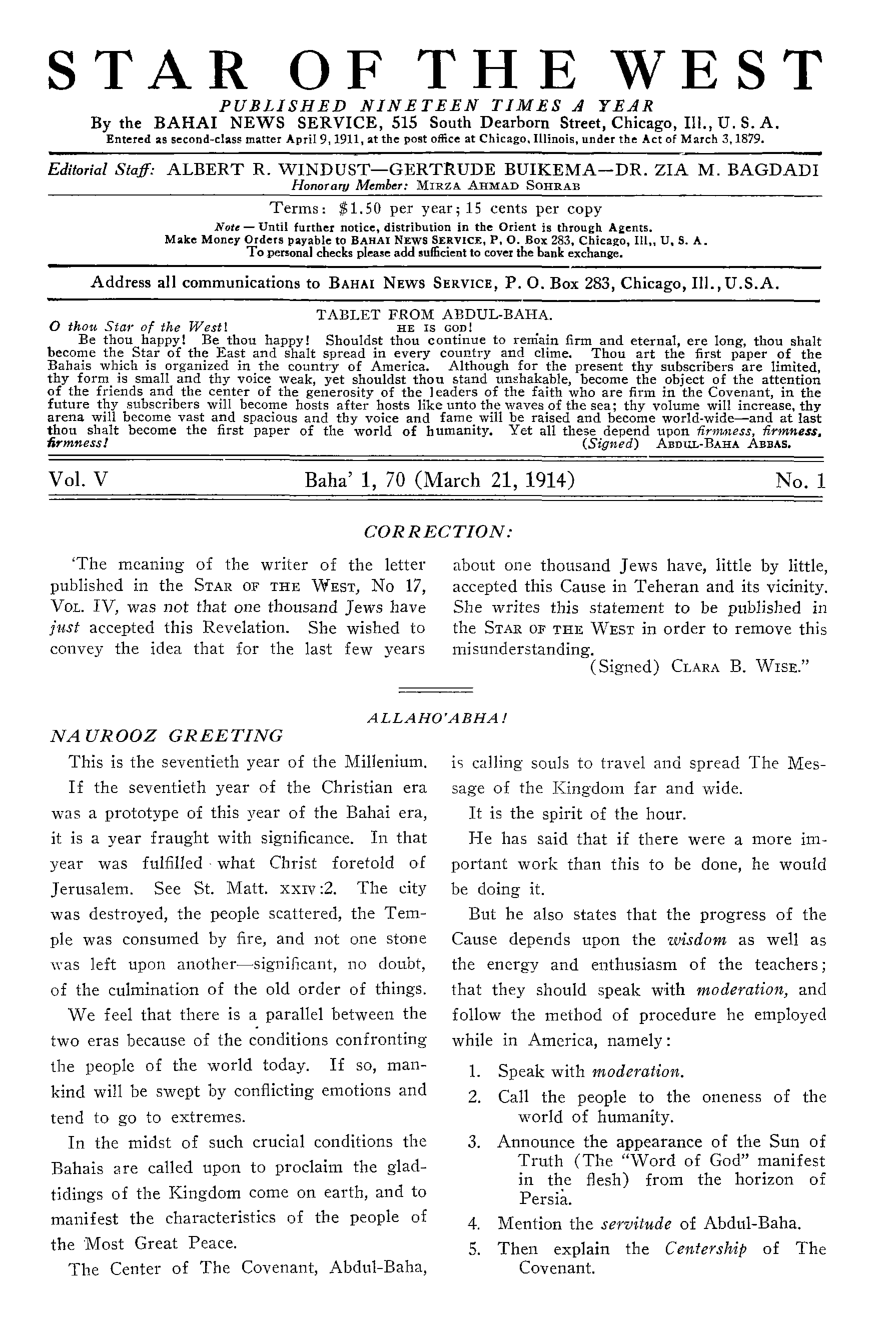 STAR OF THE WEST
PUBLISHED NINETEEN TIMES A YEAR
By the BAHAI NEWS SERVICE, 515 South Dearborn Street, Chicago, Ill., U. S. A.
Entered as second-class matter April 9, 1911, at the post office at Chicago, Illinois, under the Act of March 3, 1879.
Editorial Staff: ALBERT R. WINDUST—GERTRUDE BUIKEMA—DR. ZIA M. BAGDADI
Honorary Member: MIRZA AHMAD SOHRAB
Terms: $1.50 per year; 15 cents per copy
Note — Until further notice, distribution in the Orient is through Agents.
Make Money Orders payable to BAHAI NEWS SERVICE, P. O. Box 283, Chicago, Ill,, U, S. A.
To personal checks please add sufficient to cover the bank exchange.
Address all communications to BAHAI NEWS SERVICE, P. O. Box 283, Chicago, Ill., U.S.A.
TABLET FROM ABDUL-BAHA.
O thou Star of the West! HE IS GOD!
Be thou happy! Be thou happy! Shouldst thou continue to remain firm and eternal, ere long, thou shalt
become the Star of the East and shalt spread in every country and clime. Thou art the first paper of the
Bahais which is organized in the country of America. Although for the present thy subscribers are limited,
thy form is small and thy voice weak, yet shouldst thou stand unshakable, become the object of the attention
of the friends and the center of the generosity of the leaders of the faith who are firm in the Covenant, in the
future thy subscribers will become hosts after hosts like unto the waves of the sea; thy volume will increase, thy
arena will become vast and spacious and thy voice and fame will be raised and become world-wide—and at last
thou shalt become the first paper of the world of humanity. Yet all these depend upon firmness, firmness,
firmness! (Signed) ABDUL-BAHA ABBAS.
Vol. V Baha' 1, 70 (March 21, 1914) No. 1
CORRECTION:
'The meaning of the writer of the letter
published in the STAR OF THE WEST, No 17,
VOL. IV, was not that one thousand Jews have
just accepted this Revelation. She wished to
convey the idea that for the last few years
about one thousand Jews have, little by little,
accepted this Cause in Teheran and its vicinity.
She writes this statement to be published in
the STAR OF THE WEST in order to remove this
misunderstanding.
(Signed) CLARA B. WISE."
ALLAHO'ABHA!
NAUROOZ GREETING
This is the seventieth year of the Millenium.
If the seventieth year of the Christian era
was a prototype of this year of the Bahai era,
it is a year fraught with significance. In that
year was fulfilled what Christ foretold of
Jerusalem. See St. Matt. XXIV:2. The city
was destroyed, the people scattered, the Tem-
ple was consumed by fire, and not one stone
was left upon another—significant, no doubt,
of the culmination of the old order of things.
We feel that there is a parallel between the
two eras because of the conditions confronting
the people of the world today. If so, man-
kind will be swept by conflicting emotions and
tend to go to extremes.
In the midst of such crucial conditions the
Bahais are called upon to proclaim the glad-
tidings of the Kingdom come on earth, and to
manifest the characteristics of the people of
the Most Great Peace.
The Center of The Covenant, Abdul-Baha,
is calling souls to travel and spread The Mes-
sage of the Kingdom far and wide.
It is the spirit of the hour.
He has said that if there were a more im-
portant work than this to be done, he would
be doing it.
But he also states that the progress of the
Cause depends upon the wisdom as well as
the energy and enthusiasm of the teachers;
that they should speak with moderation, and
follow the method of procedure he employed
while in America, namely:
1. Speak with moderation.
2. Call the people to the oneness of the
world of humanity.
3. Announce the appearance of the Sun of
Truth (The "Word of God" manifest
in the flesh) from the horizon of
Persia.
4. Mention the servitude of Abdul-Baha.
5. Then explain the Centership of The
Covenant.